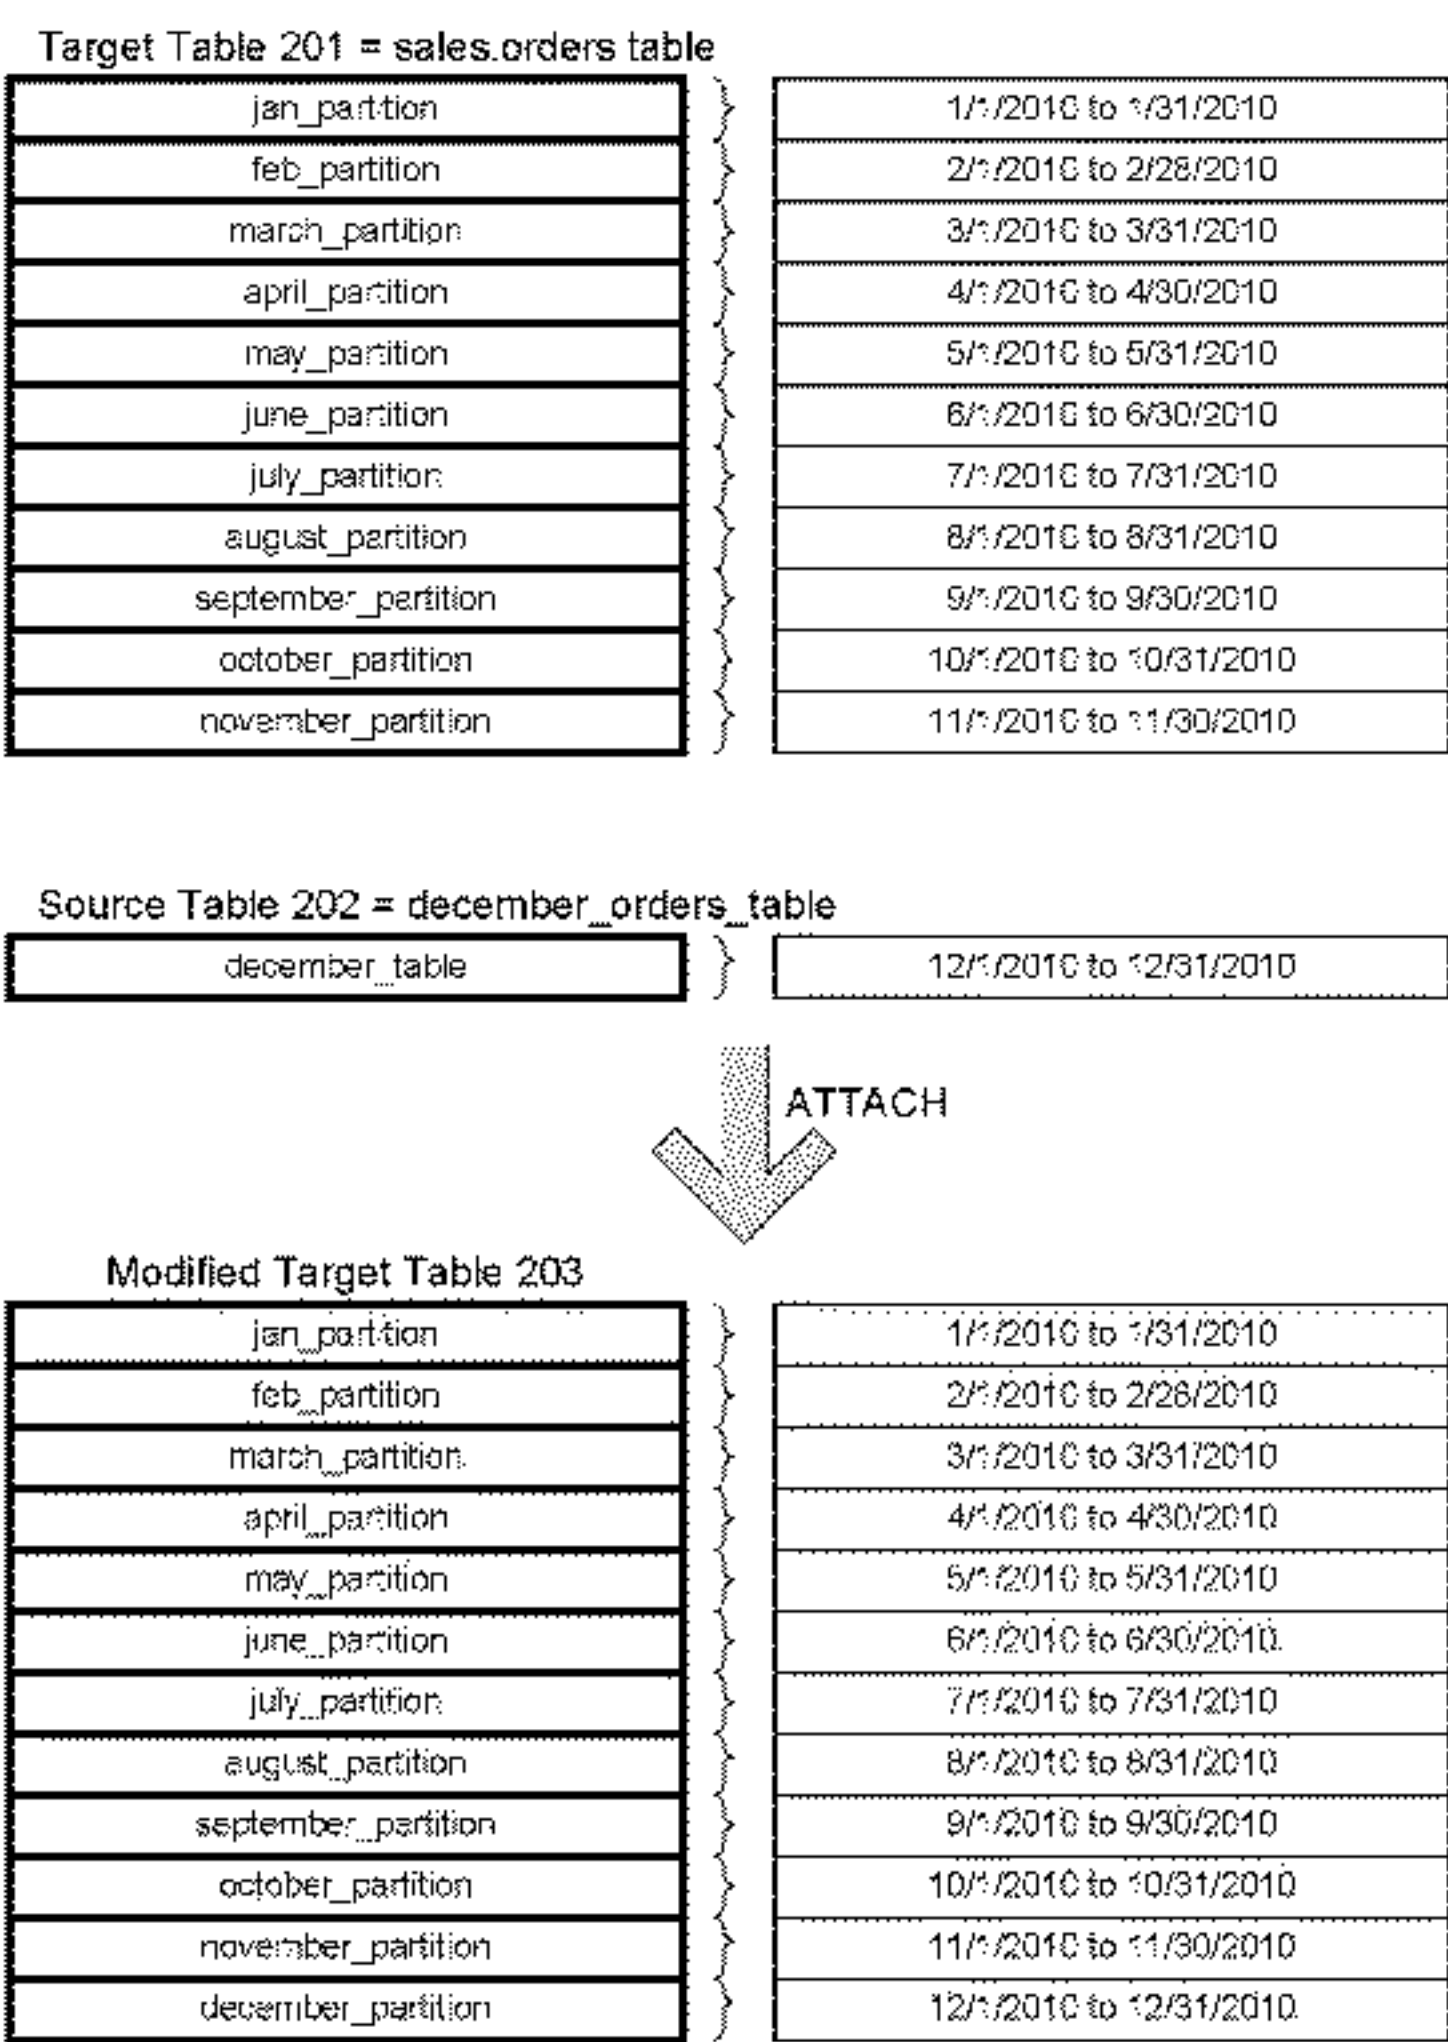 Target Table 201 = sales.orders table
jan_partition 1/1/2010 to 1/31/2010
feb_partition 2/1/2010 to 2/28/2010
march_partition 3/1/2010 to 3/31/2010
april_partition 4/1/2010 to 4/30/2010
may_partition 5/1/2010 to 5/31/2010
june_partition 6/1/2010 to 6/30/2010
july_partition 7/1/2010 to 7/31/2010
august_partition 8/1/2010 to 8/31/2010
september_partition 9/1/2010 to 9/30/2010
october_partition 10/1/2010 to 10/31/2010
november_partition 11/1/2010 to 11/30/2010
Source Table 202 = december_orders_table
december_table 12/1/2010 to 12/31/2010
ATTACH
Modified Target Table 203
jan_partition 1/1/2010 to 1/31/2010
feb_partition 2/1/2010 to 2/28/2010
march_partition 3/1/2010 to 3/31/2010
april_partition 4/1/2010 to 4/30/2010
may_partition 5/1/2010 to 5/31/2010
june_partition 6/1/2010 to 6/30/2010
july_partition 7/1/2010 to 7/31/2010
august_partition 8/1/2010 to 8/31/2010
september_partition 9/1/2010 to 9/30/2010
october_partition 10/1/2010 to 10/31/2010
november_partition 11/1/2010 to 11/30/2010
december_partition 12/1/2010 to 12/31/2010